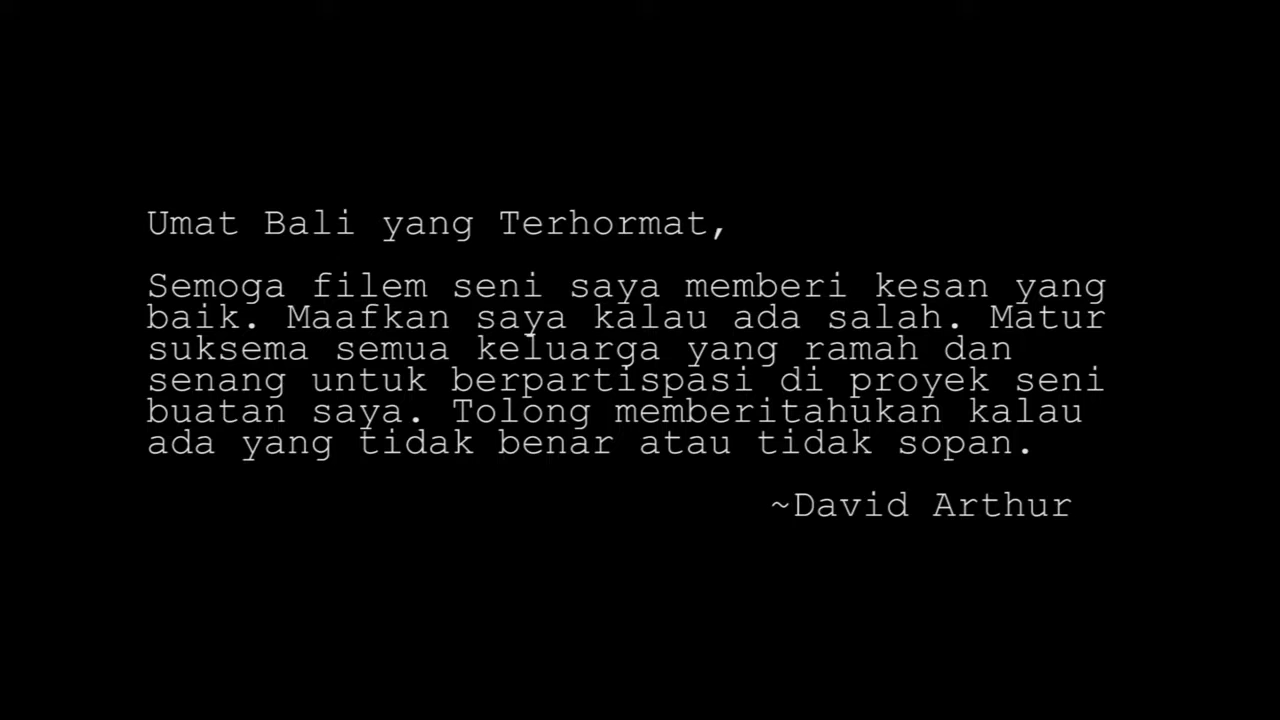 Umat Bali yang Terhormat,
Semoga filem seni saya memberi kesan yang
baik. Maafkan saya kalau ada salah. Matur
suksema semua keluarga yang ramah dan
senang untuk berpartispasi di proyek seni
buatan saya. Tolong memberitahukan kalau
ada yang tidak benar atau tidak sopan.
~David Arthur